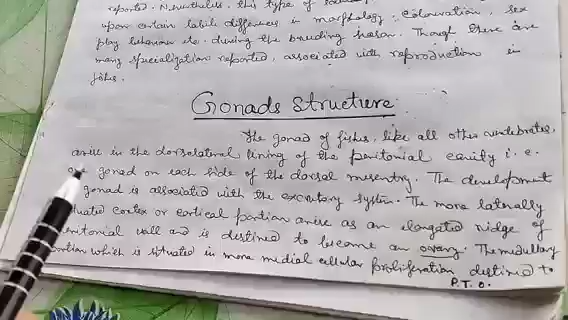 reported. Nevertheless, this type of
upon certain labile differences in morphology, colouration, sex
play behaviour etc. during the breeding season. Though there are
many specialization reported, associated with reproduction in
fishes.
Gonads Structure
The gonad of fishes, like all other vertebrates,
arise in the dorsolateral lining of the peritonial cavity i.e.
gonad on each side of the dorsal mesentry. The development
gonad is associated with the excretory system. The more laterally
situated cortex or cortical portion arise as an elongated ridge of
peritonial wall and is destined to become an ovary. The medullary
portion which is situated in more medial cellular proliferation destined to
P.T.O.